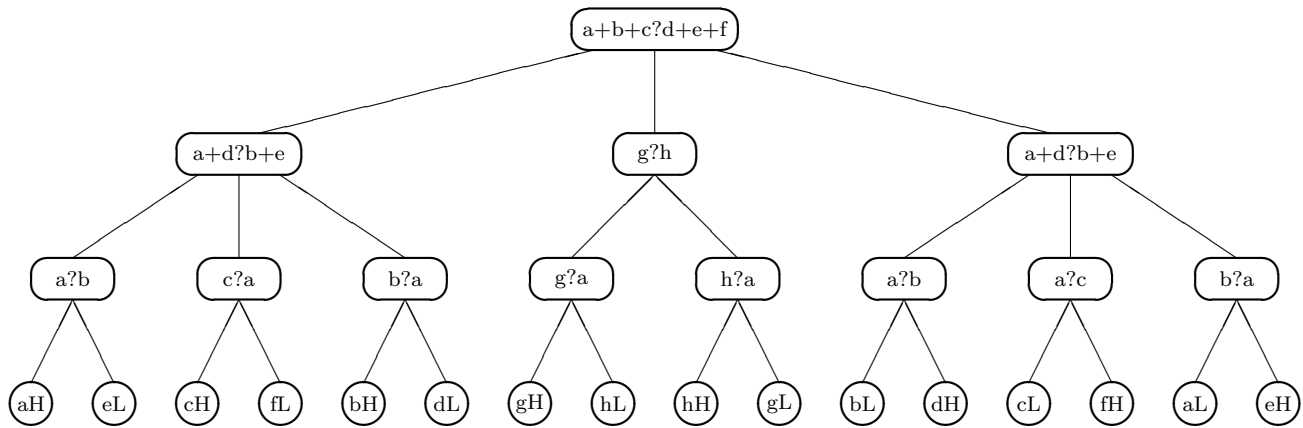 a+b+c?d+e+f
a+d?b+e
g?h
a+d?b+e
a?b
c?a
b?a
g?a
h?a
a?b
a?c
b?a
aH
eL
cH
fL
bH
dL
gH
hL
hH
gL
bL
dH
cL
fH
aL
eH